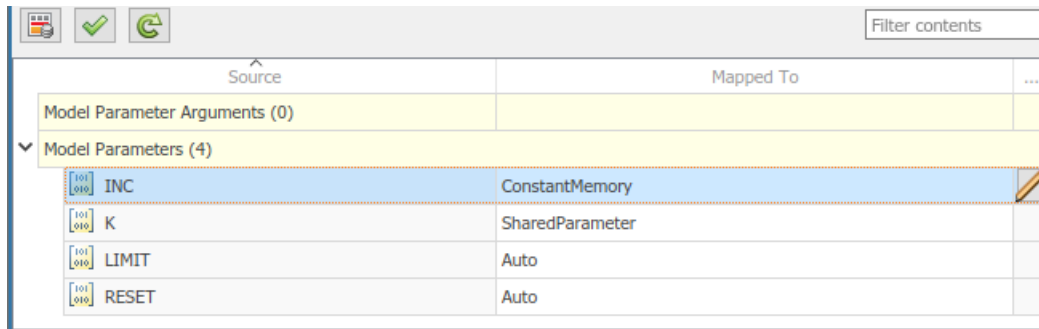 Filter contents
Source Mapped To ...
Model Parameter Arguments (0)
Model Parameters (4)
INC ConstantMemory
K SharedParameter
LIMIT Auto
RESET Auto